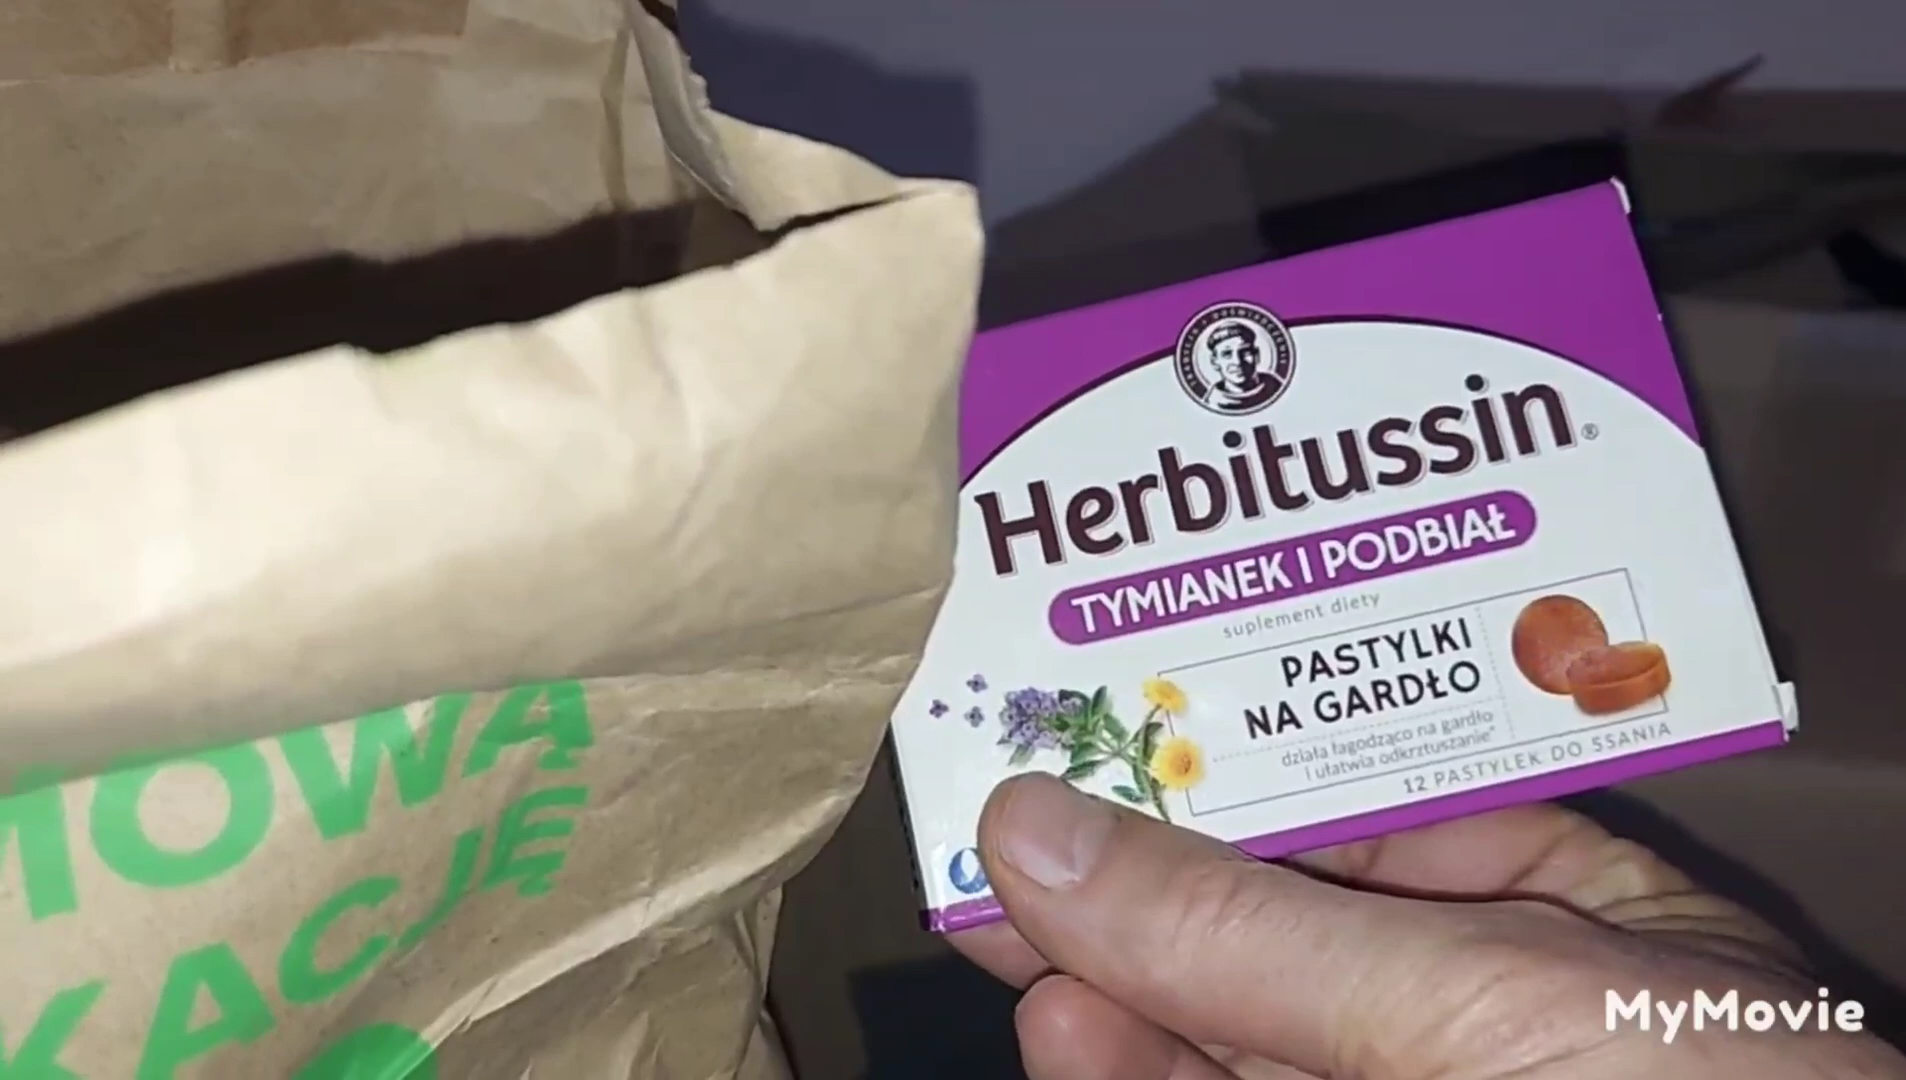 Herbitussin®
TYMIANEK I PODBIAŁ
suplement diety
PASTYLKI
NA GARDŁO
działa łagodząco na gardło
i ułatwia odkrztuszanie*
12 PASTYLEK DO SSANIA
MOWĄ
KACJĘ
MyMovie